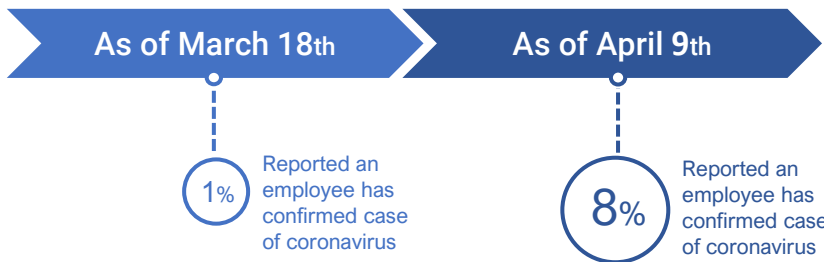 As of March 18th
As of April 9th
1%
Reported an
employee has
confirmed case
of coronavirus
8%
Reported an
employee has
confirmed case
of coronavirus